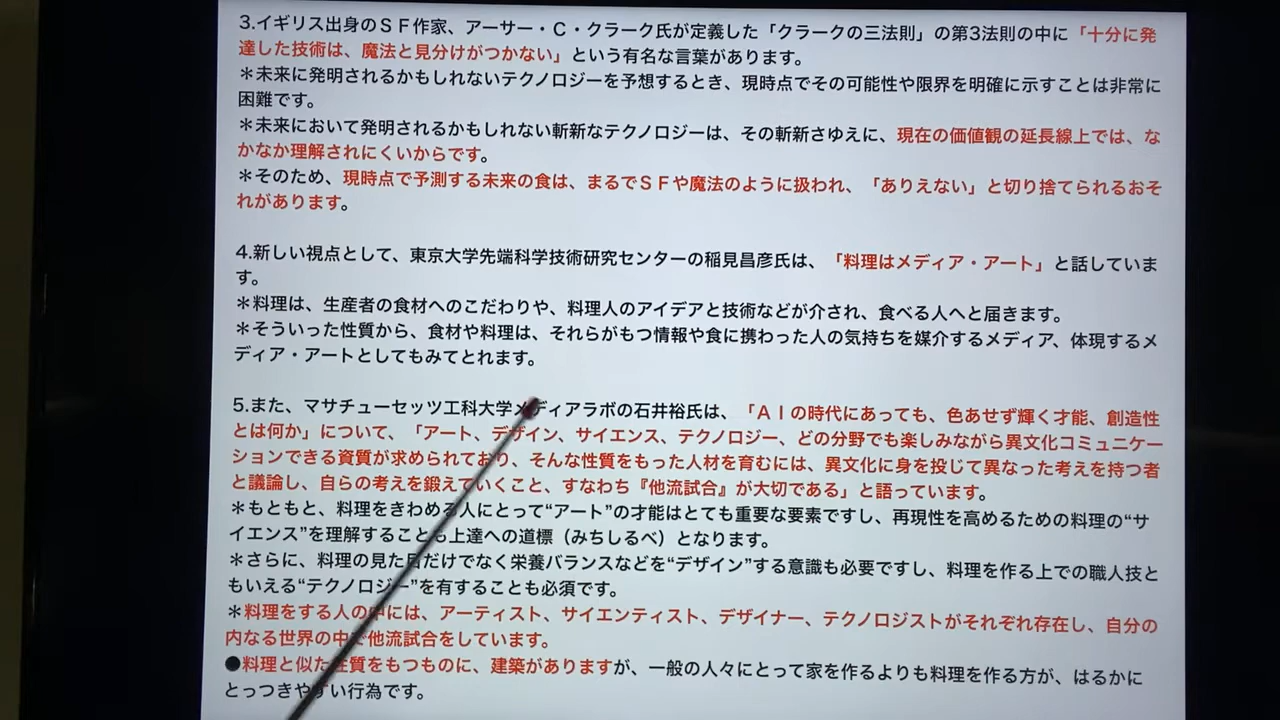 3.イギリス出身のSF作家、アーサー・C・クラーク氏が定義した「クラークの三法則」の第3法則の中に「十分に発
達した技術は、魔法と見分けがつかない」という有名な言葉があります。
＊未来に発明されるかもしれないテクノロジーを予想するとき、現時点でその可能性や限界を明確に示すことは非常に
困難です。
＊未来において発明されるかもしれない斬新なテクノロジーは、その斬新さゆえに、現在の価値観の延長線上では、な
かなか理解されにくいからです。
＊そのため、現時点で予測する未来の食は、まるでSFや魔法のように扱われ、「ありえない」と切り捨てられるおそ
れがあります。
4.新しい視点として、東京大学先端科学技術研究センターの稲見昌彦氏は、「料理はメディア・アート」と話していま
す。
＊料理は、生産者の食材へのこだわりや、料理人のアイデアと技術などが介され、食べる人へと届きます。
＊そういった性質から、食材や料理は、それらがもつ情報や食に携わった人の気持ちを媒介するメディア、体現するメ
ディア・アートとしてもみてとれます。
5.また、マサチューセッツ工科大学メディアラボの石井裕氏は、「AIの時代にあっても、色あせず輝く才能、創造性
とは何か」について、「アート、デザイン、サイエンス、テクノロジー、どの分野でも楽しみながら異文化コミュニケー
ションできる資質が求められており、そんな性質をもった人材を育むには、異文化に身を投じて異なった考えを持つ者
と議論し、自らの考えを鍛えていくこと、すなわち『他流試合』が大切である」と語っています。
＊もともと、料理をきわめる人にとって“アート”の才能はとても重要な要素ですし、再現性を高めるための料理の“サ
イエンス”を理解することも上達への道標（みちしるべ）となります。
＊さらに、料理の見た目だけでなく栄養バランスなどを“デザイン”する意識も必要ですし、料理を作る上での職人技と
もいえる“テクノロジー”を有することも必須です。
＊料理をする人の中には、アーティスト、サイエンティスト、デザイナー、テクノロジストがそれぞれ存在し、自分の
内なる世界の中で他流試合をしています。
●料理と似た性質をもつものに、建築がありますが、一般の人々にとって家を作るよりも料理を作る方が、はるかに
とっつきやすい行為です。